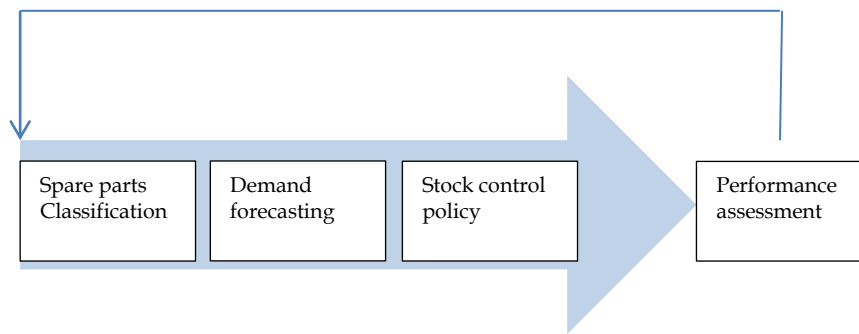 Spare parts
Classification
Demand
forecasting
Stock control
policy
Performance
assessment